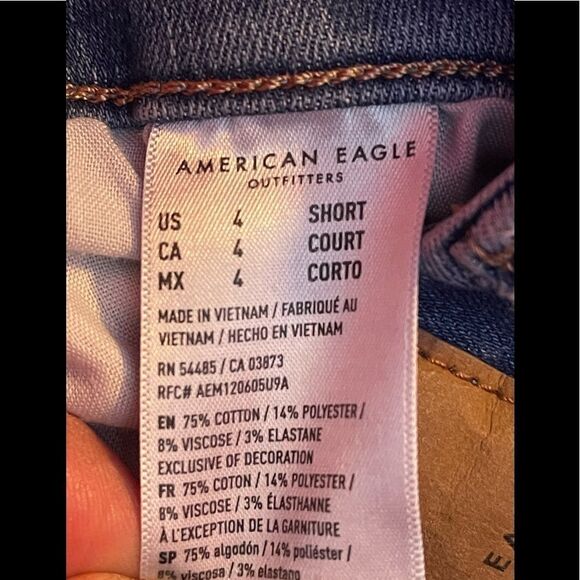 AMERICAN EAGLE
OUTFITTERS
US 4 SHORT
CA 4 COURT
MX 4 CORTO
MADE IN VIETNAM / FABRIQUÉ AU
VIETNAM / HECHO EN VIETNAM
RN 54485 / CA 03873
RFC# AEM120605U9A
EN 75% COTTON / 14% POLYESTER /
8% VISCOSE / 3% ELASTANE
EXCLUSIVE OF DECORATION
FR 75% COTON / 14% POLYESTER /
8% VISCOSE / 3% ÉLASTHANNE
À L'EXCEPTION DE LA GARNITURE
SP 75% algodón / 14% poliéster /
8% viscosa / 3% elastano